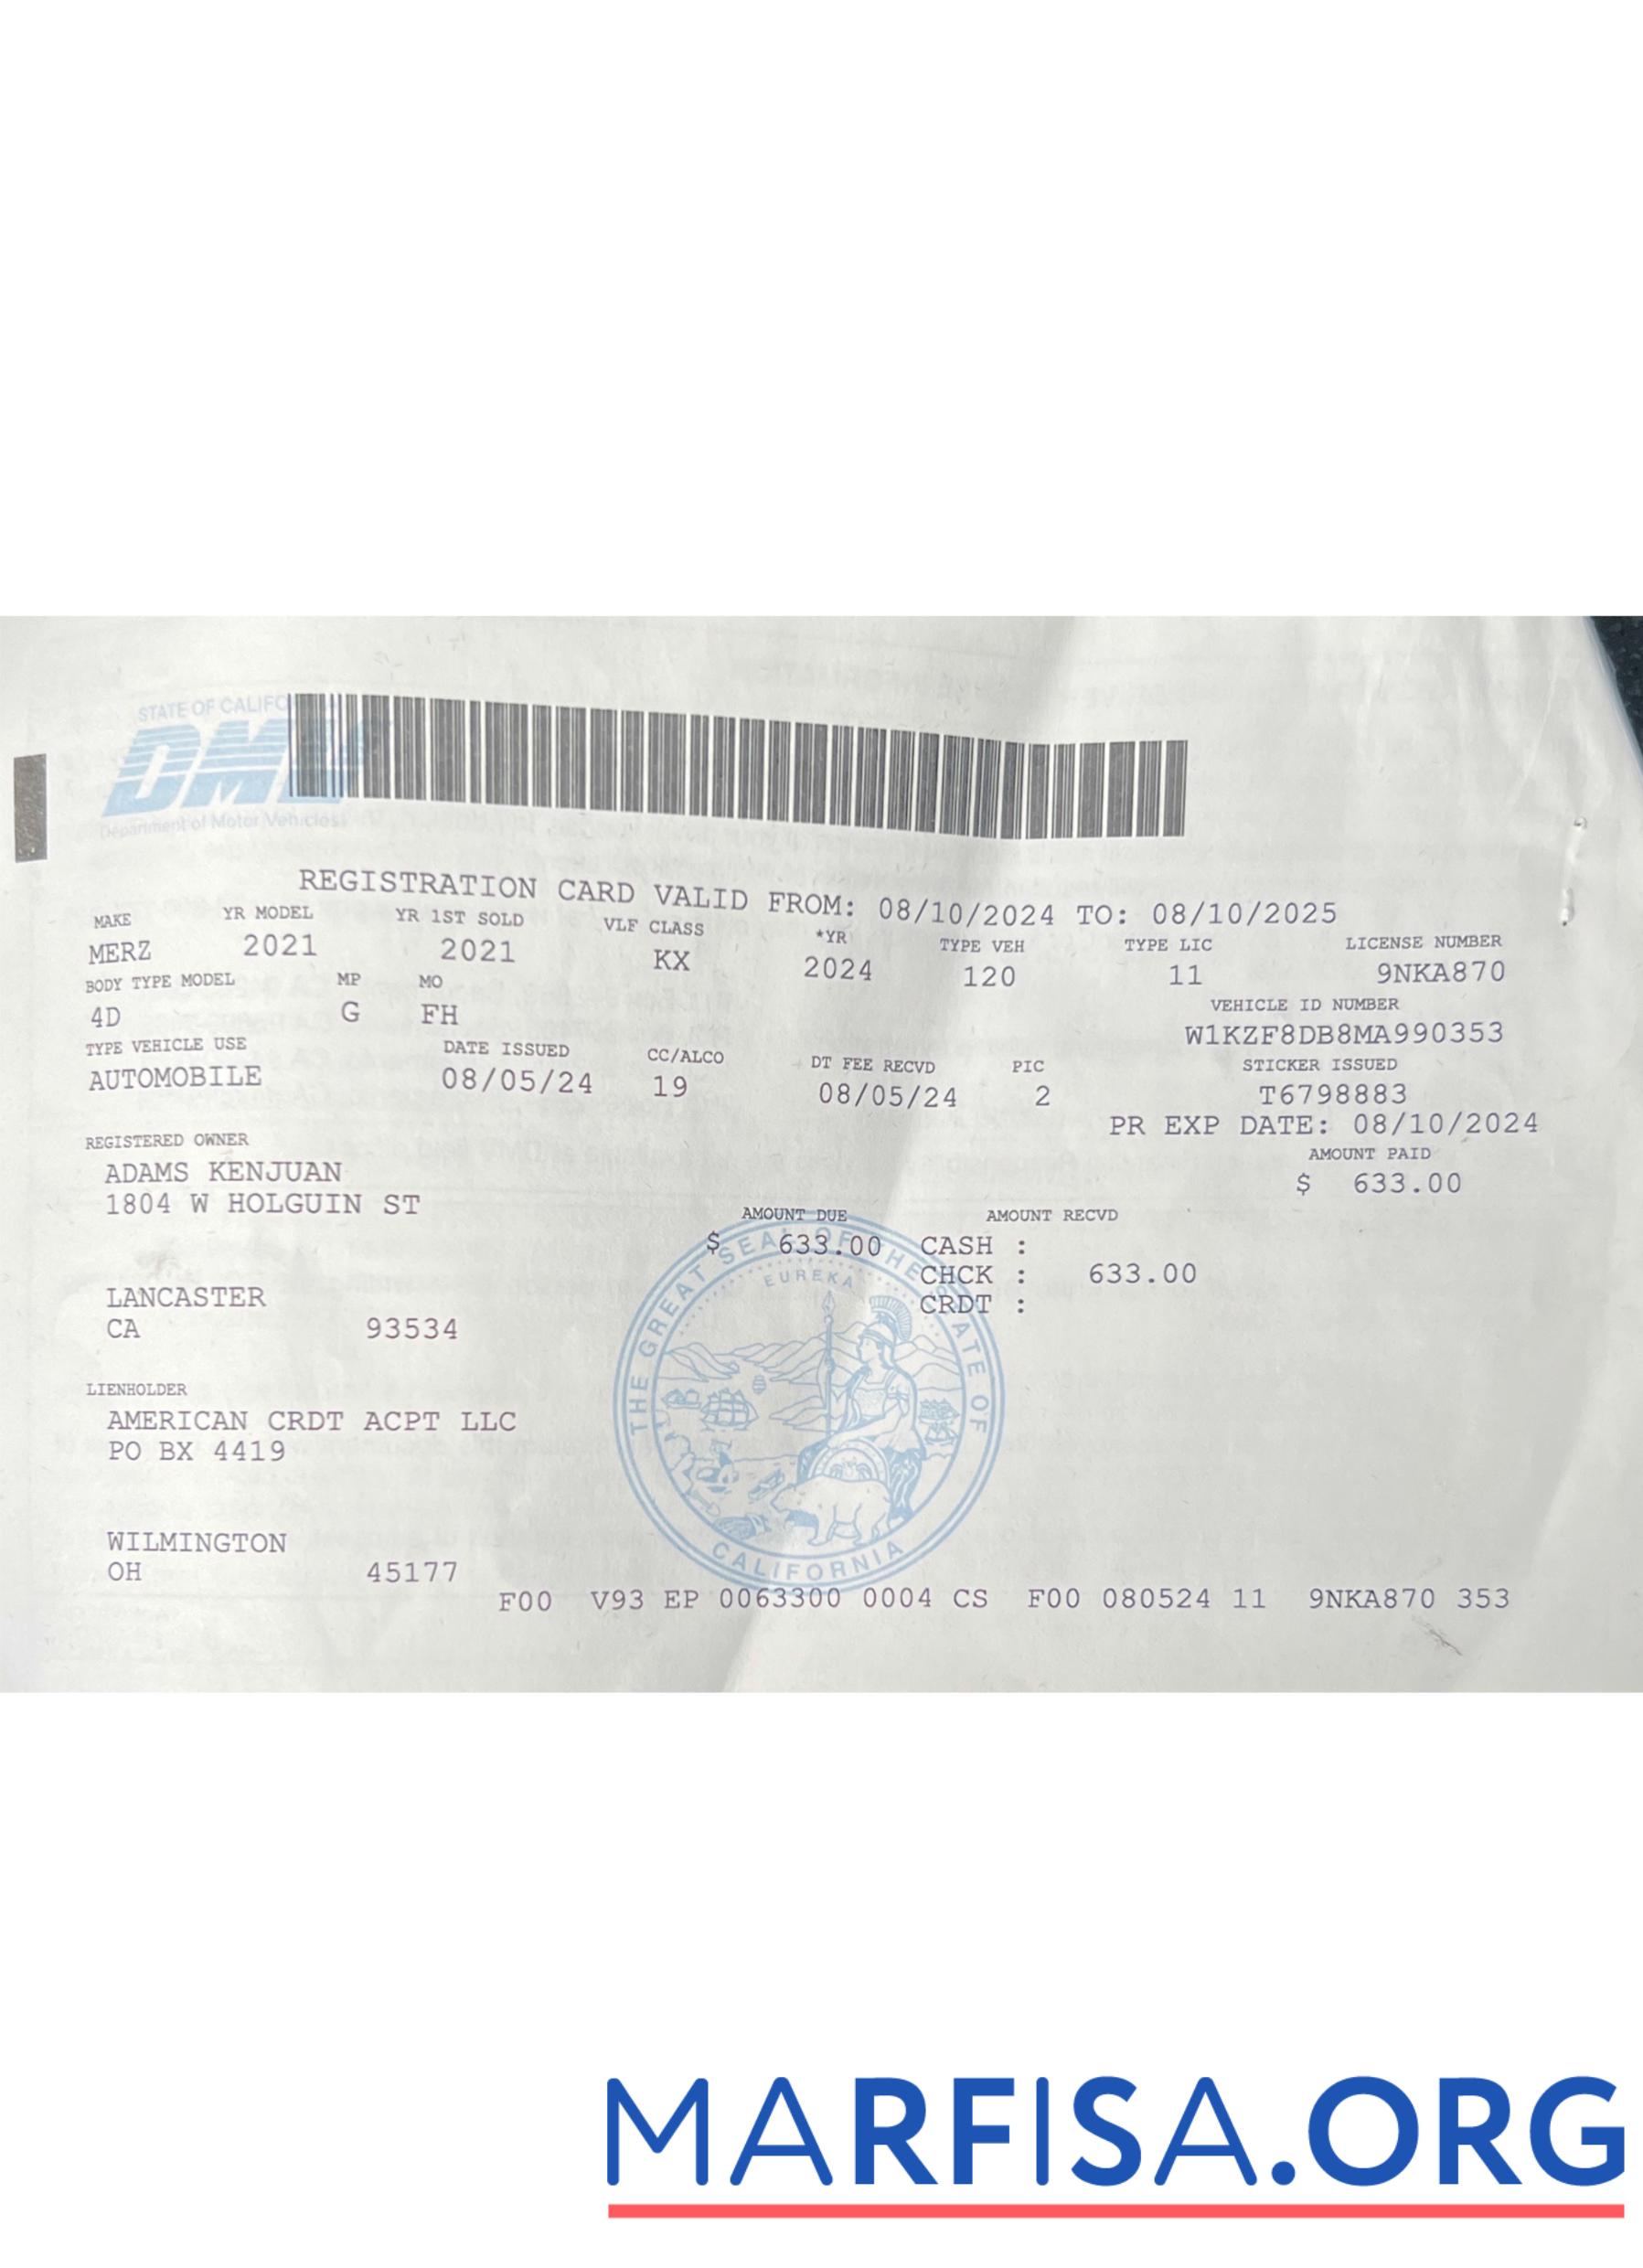 STATE OF CALIFO
DMV
Department of Motor Vehicles
REGISTRATION CARD VALID FROM: 08/10/2024 TO: 08/10/2025
MAKE YR MODEL YR 1ST SOLD VLF CLASS *YR TYPE VEH TYPE LIC LICENSE NUMBER
MERZ 2021 2021 KX 2024 120 11 9NKA870
BODY TYPE MODEL MP MO VEHICLE ID NUMBER
4D G FH W1KZF8DB8MA990353
TYPE VEHICLE USE DATE ISSUED CC/ALCO DT FEE RECVD PIC STICKER ISSUED
AUTOMOBILE 08/05/24 19 08/05/24 2 T6798883
PR EXP DATE: 08/10/2024
REGISTERED OWNER AMOUNT PAID
ADAMS KENJUAN $ 633.00
1804 W HOLGUIN ST
AMOUNT DUE AMOUNT RECVD
$ 633.00 CASH :
CHCK : 633.00
CRDT :
LANCASTER
CA 93534
LIENHOLDER
AMERICAN CRDT ACPT LLC
PO BX 4419
WILMINGTON
OH 45177
THE GREAT SEAL OF THE STATE OF CALIFORNIA
EUREKA
F00 V93 EP 0063300 0004 CS F00 080524 11 9NKA870 353
MARFISA.ORG